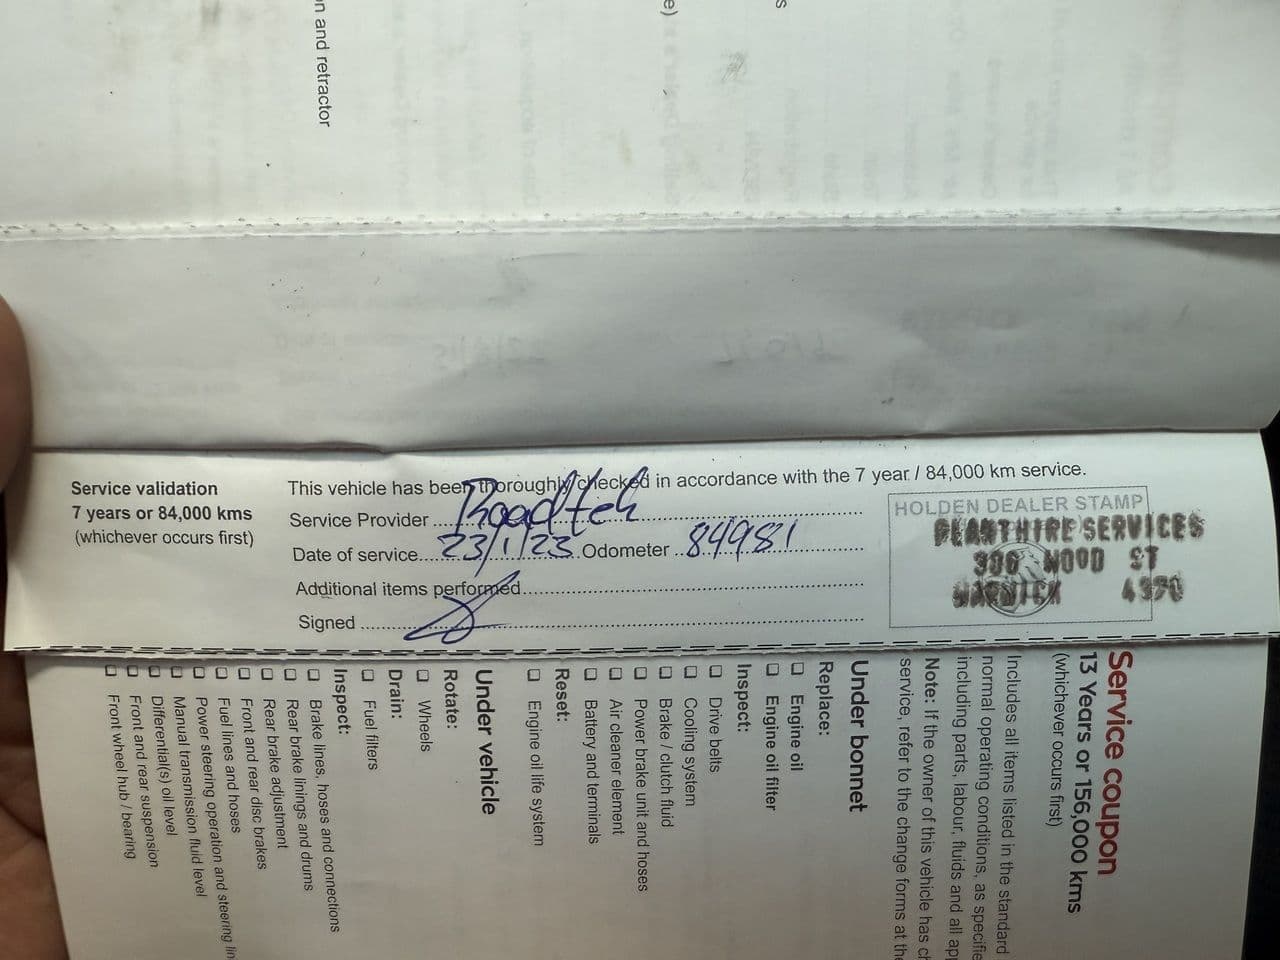 n and retractor
e)
s
Service validation
7 years or 84,000 kms
(whichever occurs first)
This vehicle has been thoroughly checked in accordance with the 7 year / 84,000 km service.
Service Provider Roadtek
Date of service 23/1/23 Odometer 84981
Additional items performed
Signed
HOLDEN DEALER STAMP
PLANTHIRE SERVICES
306 WOOD ST
WARWICK 4370
Service coupon
13 Years or 156,000 kms
(whichever occurs first)
Includes all items listed in the standard
normal operating conditions, as specifie
including parts, labour, fluids and all ap
Note: If the owner of this vehicle has ch
service, refer to the change forms at the
Under bonnet
Replace:
❑ Engine oil
❑ Engine oil filter
Inspect:
❑ Drive belts
❑ Cooling system
❑ Brake / clutch fluid
❑ Power brake unit and hoses
❑ Air cleaner element
❑ Battery and terminals
Reset:
❑ Engine oil life system
Under vehicle
Rotate:
❑ Wheels
Drain:
❑ Fuel filters
Inspect:
❑ Brake lines, hoses and connections
❑ Rear brake linings and drums
❑ Rear brake adjustment
❑ Front and rear disc brakes
❑ Fuel lines and hoses
❑ Power steering operation and steering lin
❑ Manual transmission fluid level
❑ Differential(s) oil level
❑ Front and rear suspension
❑ Front wheel hub / bearing